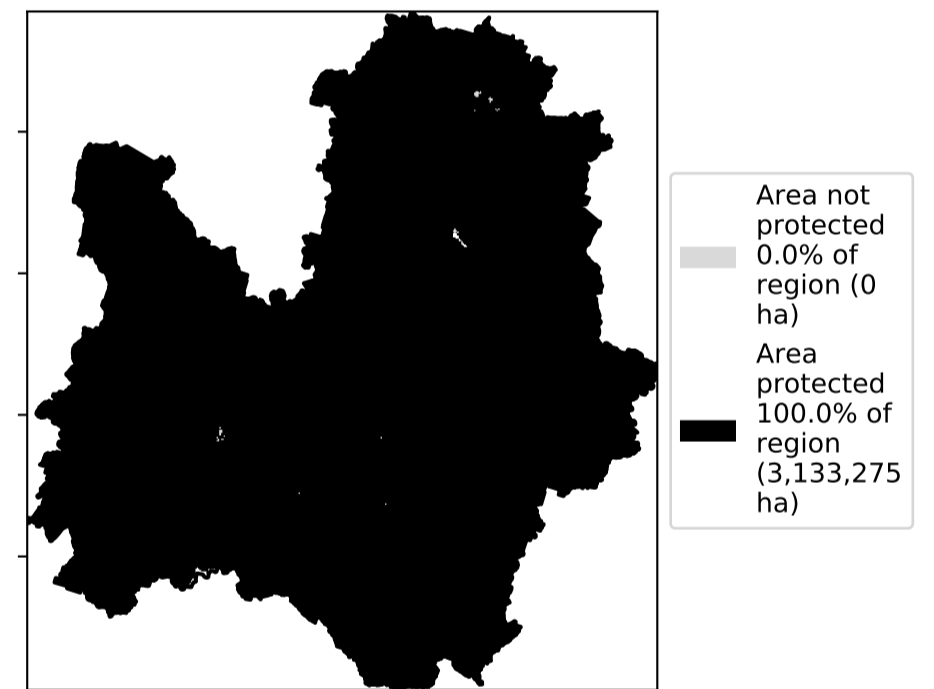 Area not
protected
0.0% of
region (0
ha)
Area
protected
100.0% of
region
(3,133,275
ha)